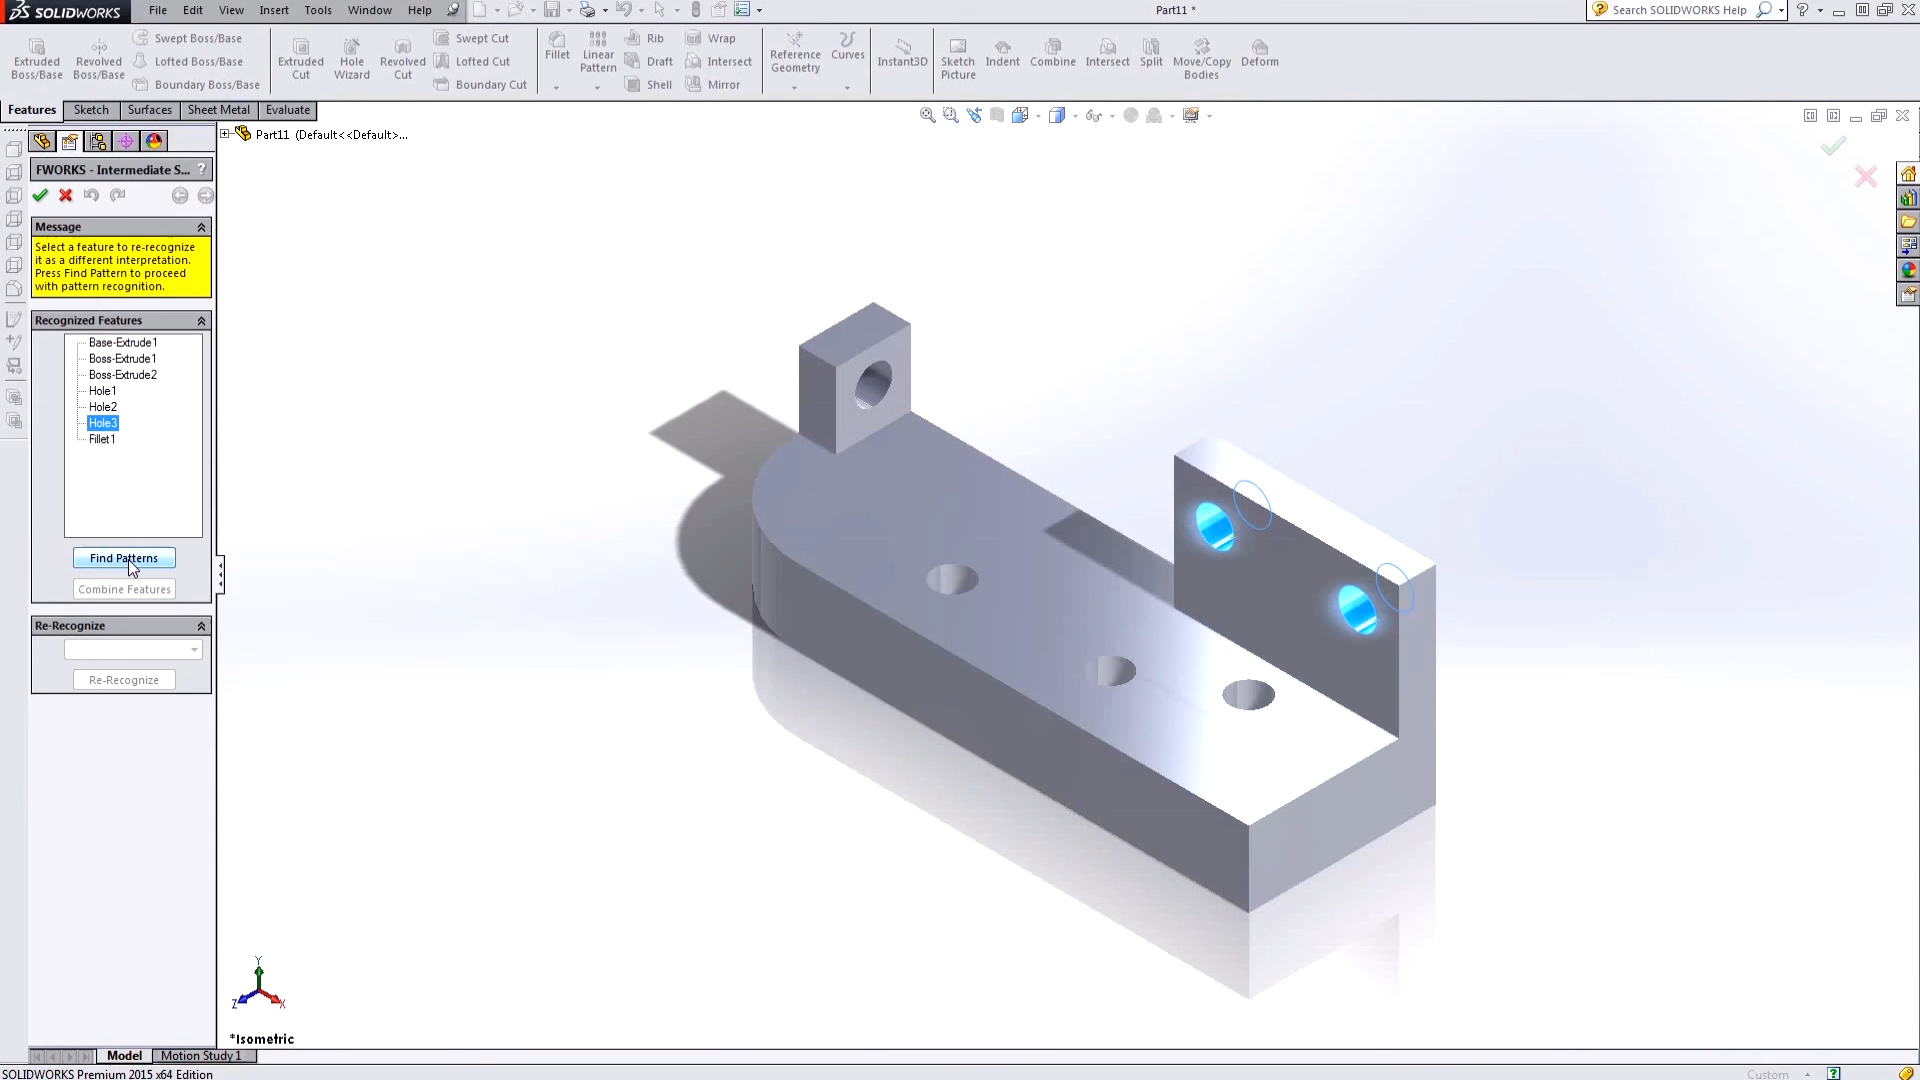 SOLIDWORKS
File Edit View Insert Tools Window Help
Part11 *
Search SOLIDWORKS Help
Extruded Boss/Base
Revolved Boss/Base
Swept Boss/Base
Lofted Boss/Base
Boundary Boss/Base
Extruded Cut
Hole Wizard
Revolved Cut
Swept Cut
Lofted Cut
Boundary Cut
Fillet
Linear Pattern
Rib
Draft
Shell
Wrap
Intersect
Mirror
Reference Geometry
Curves
Instant3D
Sketch Picture
Indent
Combine
Intersect
Split
Move/Copy Bodies
Deform
Features Sketch Surfaces Sheet Metal Evaluate
Part11 (Default<<Default>...
FWORKS - Intermediate S... ?
Message
Select a feature to re-recognize
it as a different interpretation.
Press Find Pattern to proceed
with pattern recognition.
Recognized Features
Base-Extrude1
Boss-Extrude1
Boss-Extrude2
Hole1
Hole2
Hole3
Fillet1
Find Patterns
Combine Features
Re-Recognize
Re-Recognize
Y
Z
X
*Isometric
Model Motion Study 1
SOLIDWORKS Premium 2015 x64 Edition
Custom